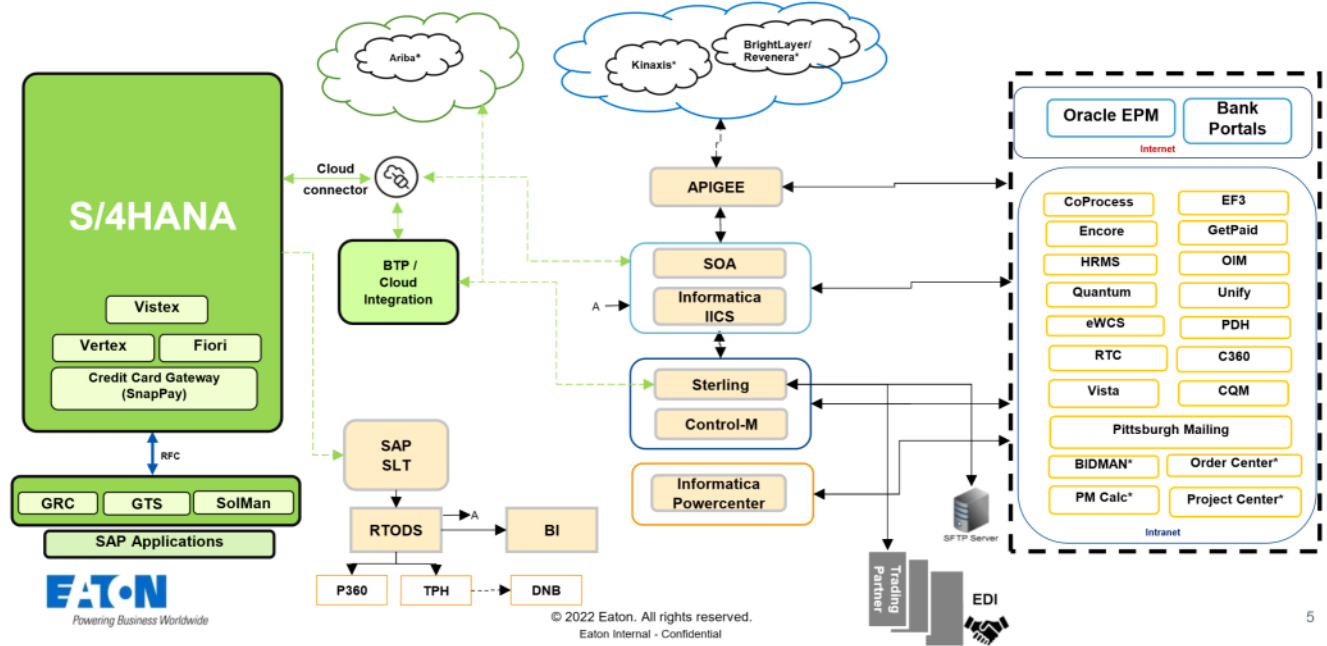 Ariba*
Kinaxis*
BrightLayer/
Revenera*
S/4HANA
Vistex
Vertex
Fiori
Credit Card Gateway
(SnapPay)
RFC
GRC
GTS
SolMan
SAP Applications
Cloud
connector
BTP /
Cloud
Integration
SAP
SLT
RTODS
A
BI
P360
TPH
DNB
r
APIGEE
SOA
A
Informatica
IICS
Sterling
Control-M
Informatica
Powercenter
SFTP Server
Trading
Partner
EDI
Oracle EPM
Bank
Portals
Internet
CoProcess
EF3
Encore
GetPaid
HRMS
OIM
Quantum
Unify
eWCS
PDH
RTC
C360
Vista
CQM
Pittsburgh Mailing
BIDMAN*
Order Center*
PM Calc*
Project Center*
Intranet
EATON
Powering Business Worldwide
© 2022 Eaton. All rights reserved.
Eaton Internal - Confidential
5